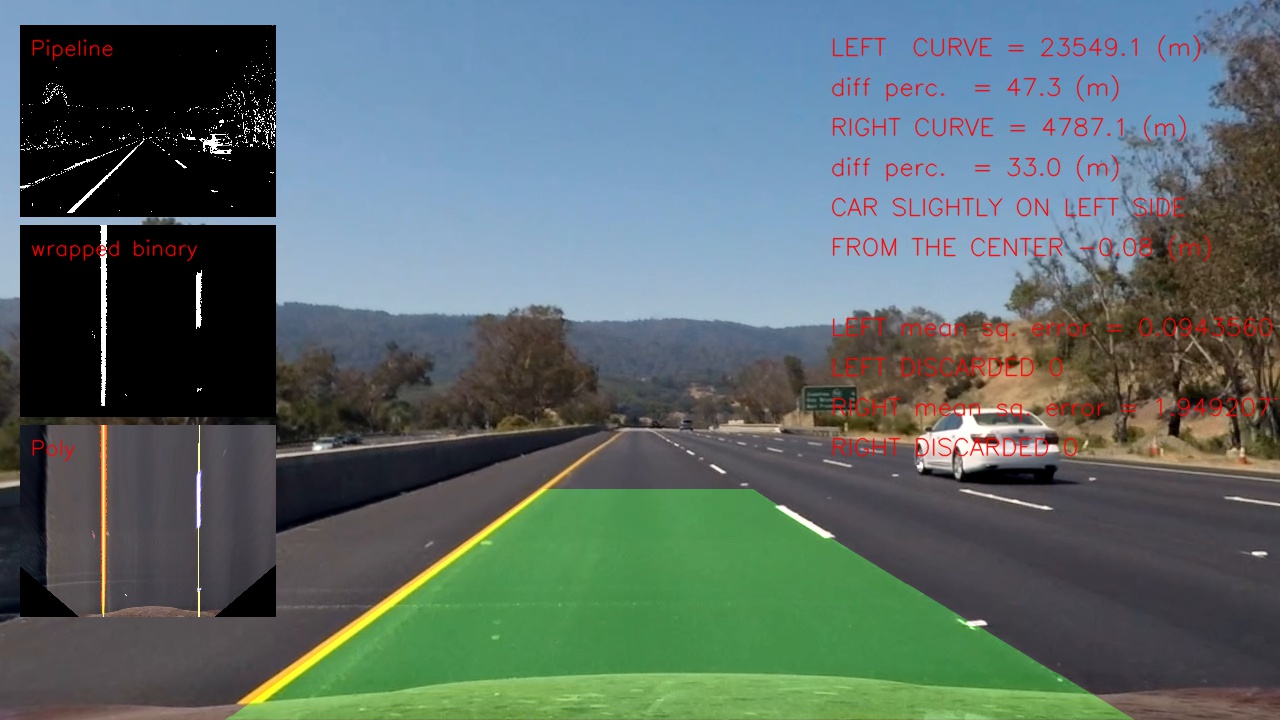 Pipeline
wrapped binary
Poly
LEFT  CURVE = 23549.1 (m)
diff perc.  = 47.3 (m)
RIGHT CURVE = 4787.1 (m)
diff perc.  = 33.0 (m)
CAR SLIGHTLY ON LEFT SIDE
FROM THE CENTER -0.08 (m)
LEFT mean sq. error = 0.0943560
LEFT DISCARDED 0
RIGHT mean sq. error = 1.949207
RIGHT DISCARDED 0